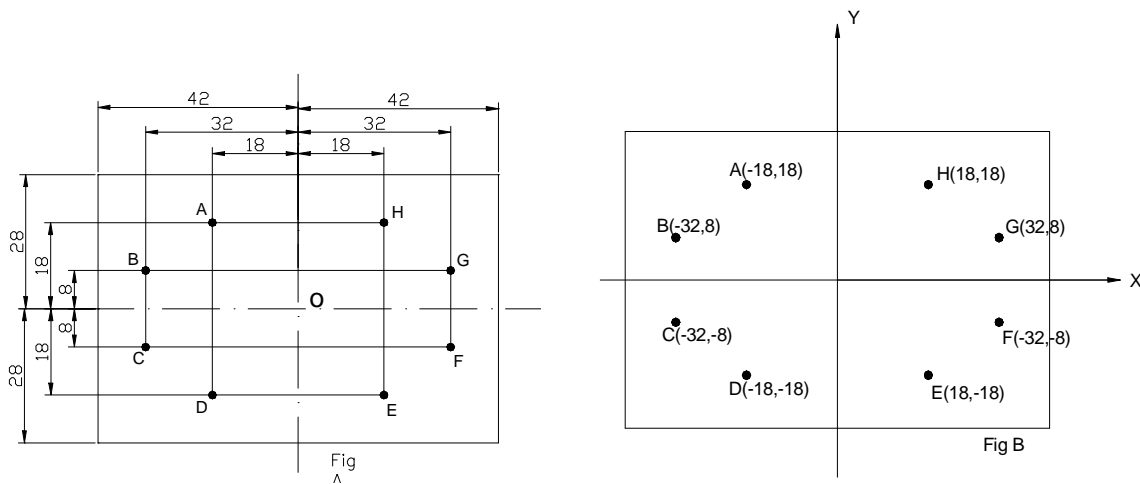 42 42
32 32
18 18
A H
B G
O
C F
D E
28
18
8
8
18
28
Fig
A
Y
A(-18,18) H(18,18)
B(-32,8) G(32,8)
X
C(-32,-8) F(-32,-8)
D(-18,-18) E(18,-18)
Fig B